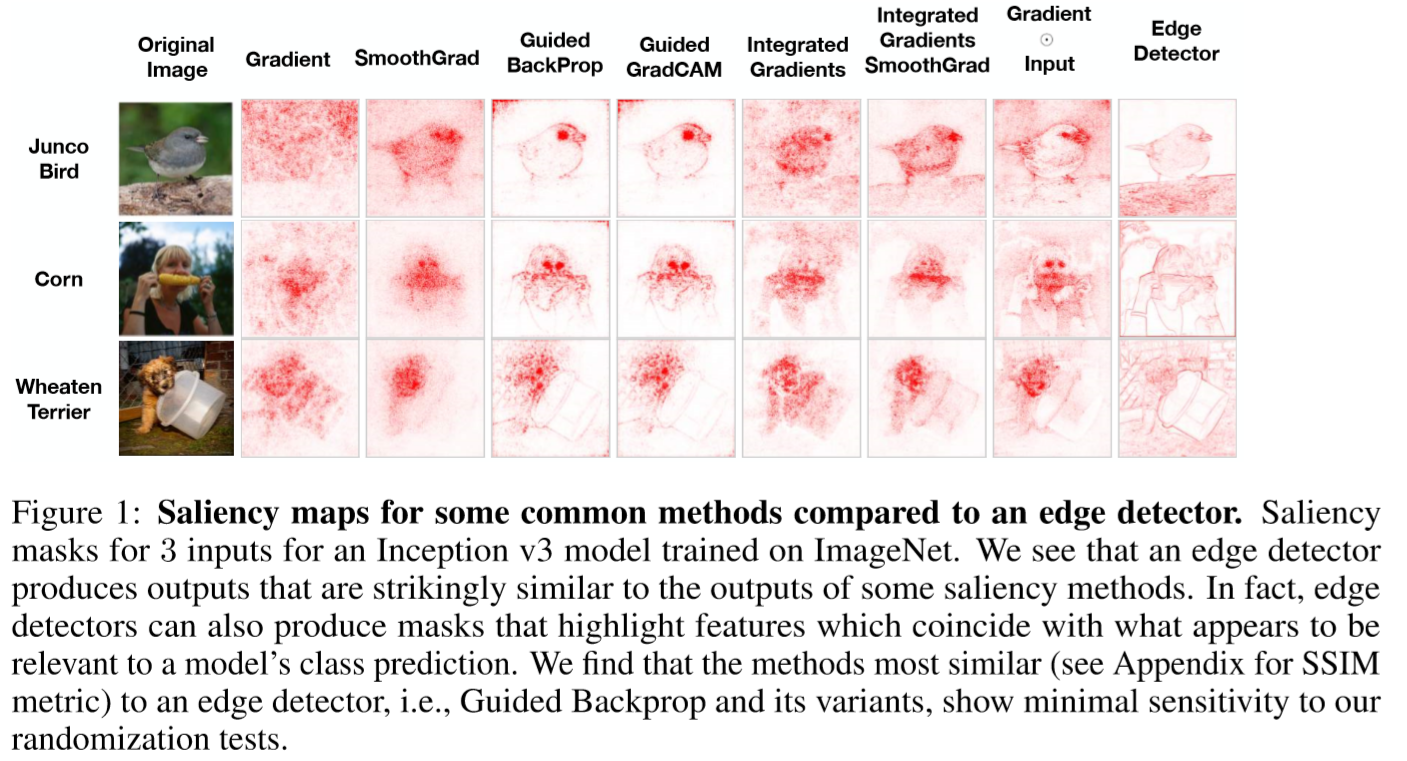 Original Image
Gradient
SmoothGrad
Guided BackProp
Guided GradCAM
Integrated Gradients
Integrated Gradients SmoothGrad
Gradient ⊙ Input
Edge Detector
Junco Bird
Corn
Wheaten Terrier
Figure 1: Saliency maps for some common methods compared to an edge detector. Saliency
masks for 3 inputs for an Inception v3 model trained on ImageNet. We see that an edge detector
produces outputs that are strikingly similar to the outputs of some saliency methods. In fact, edge
detectors can also produce masks that highlight features which coincide with what appears to be
relevant to a model's class prediction. We find that the methods most similar (see Appendix for SSIM
metric) to an edge detector, i.e., Guided Backprop and its variants, show minimal sensitivity to our
randomization tests.